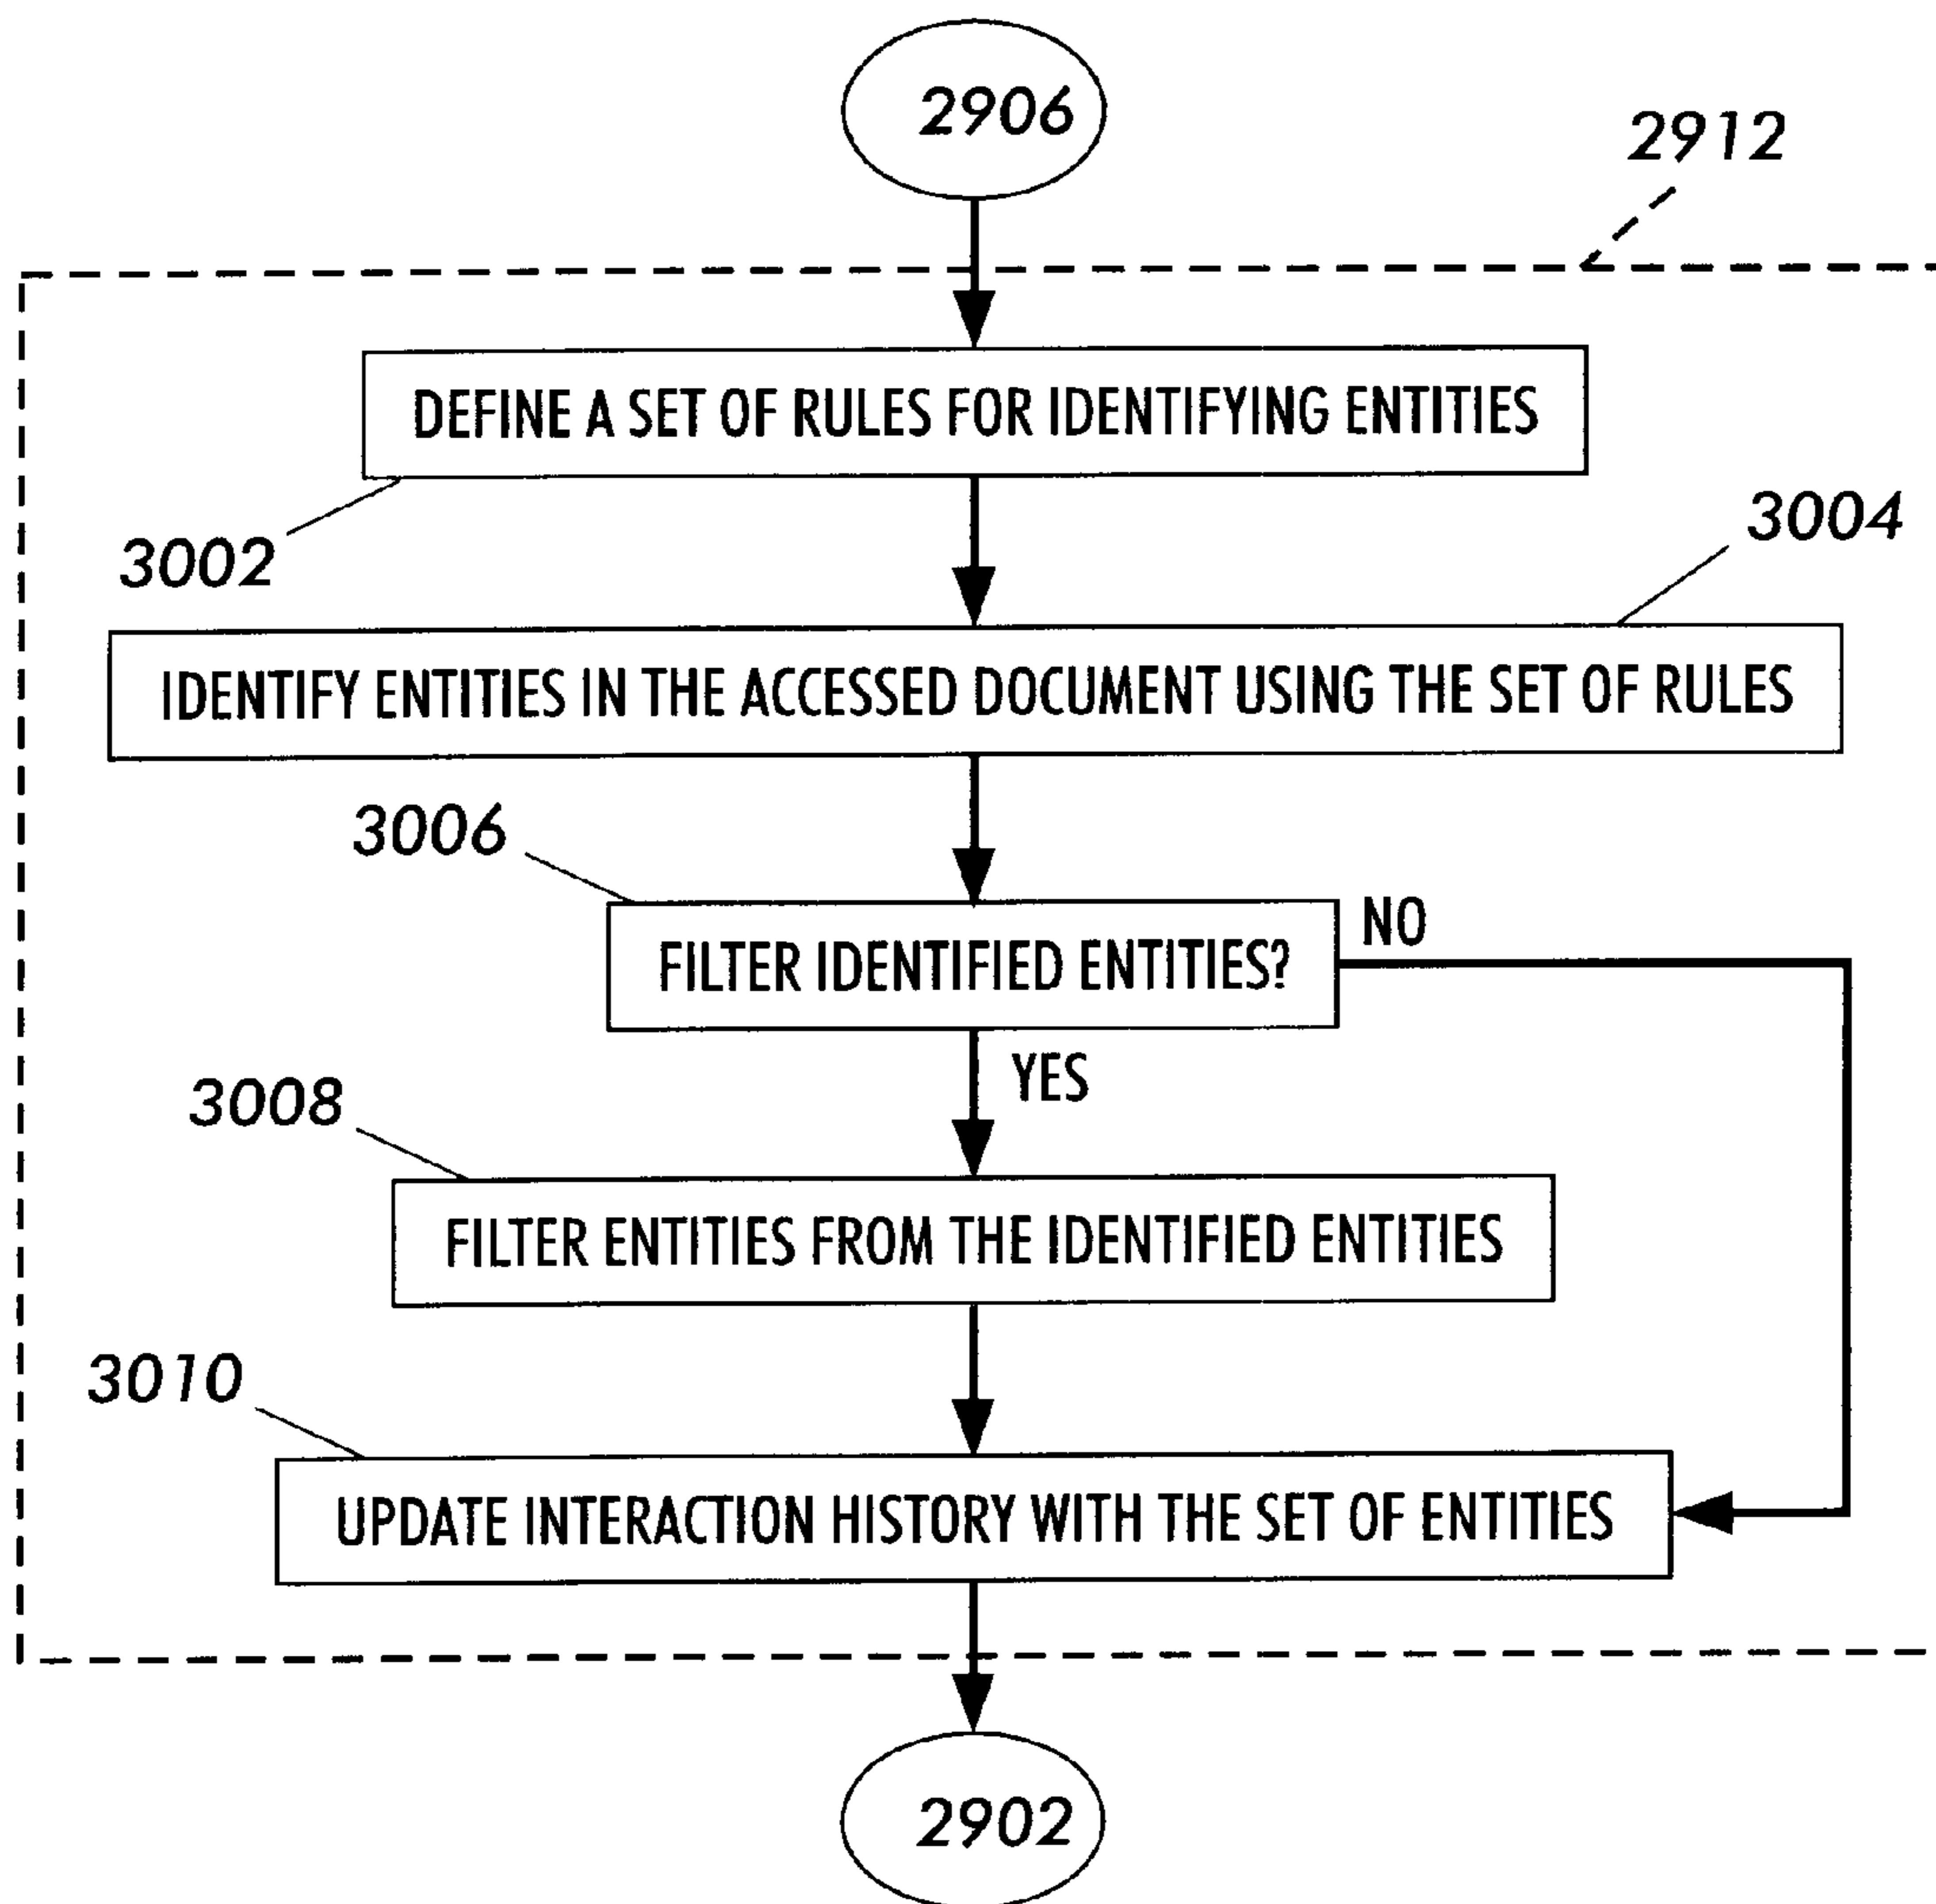 2906
2912
DEFINE A SET OF RULES FOR IDENTIFYING ENTITIES
3002
3004
IDENTIFY ENTITIES IN THE ACCESSED DOCUMENT USING THE SET OF RULES
3006
FILTER IDENTIFIED ENTITIES?
NO
YES
3008
FILTER ENTITIES FROM THE IDENTIFIED ENTITIES
3010
UPDATE INTERACTION HISTORY WITH THE SET OF ENTITIES
2902